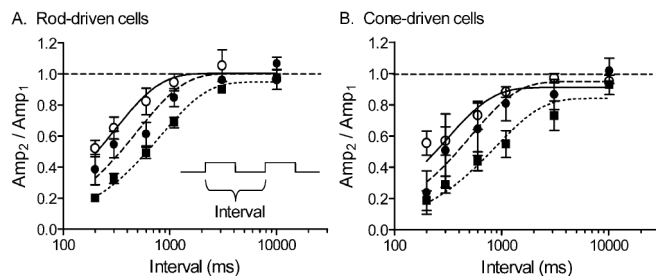 A. Rod-driven cells
Amp2 / Amp1
1.2
1.0
0.8
0.6
0.4
0.2
0.0
Interval
100
1000
10000
Interval (ms)
B. Cone-driven cells
Amp2 / Amp1
1.2
1.0
0.8
0.6
0.4
0.2
0.0
100
1000
10000
Interval (ms)